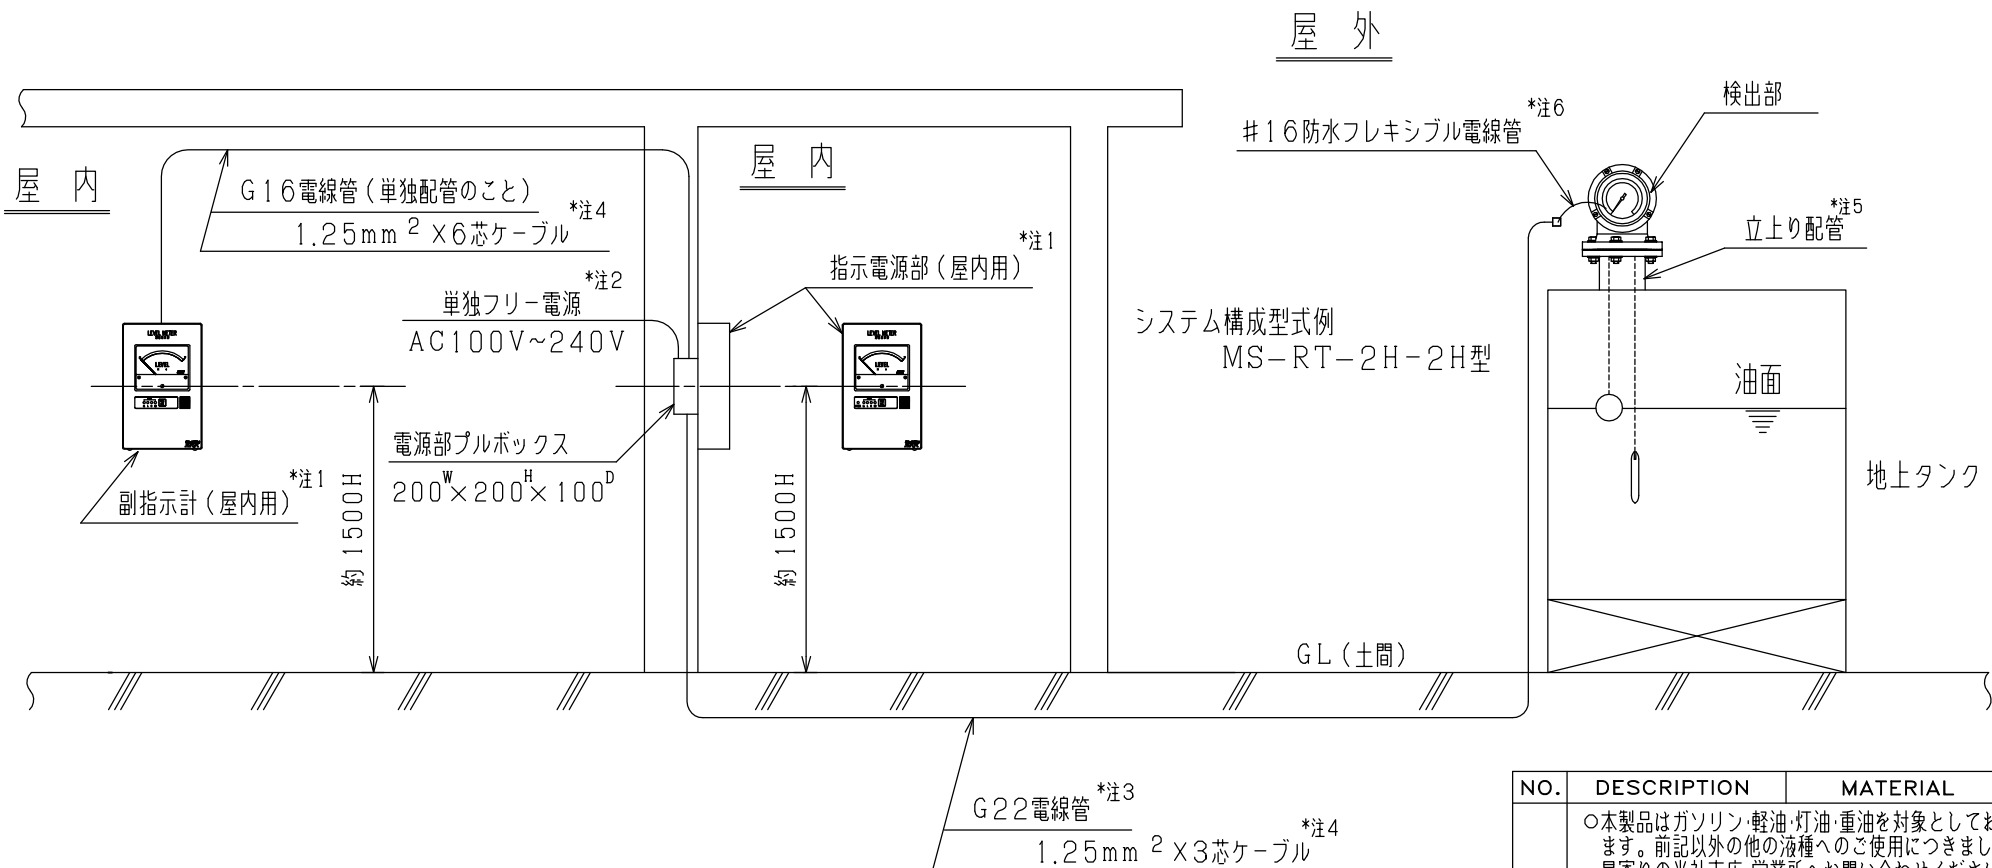 屋 外
検出部
*注6
#16防水フレキシブル電線管
屋 内
屋 内
G16電線管(単独配管のこと)
1.25mm²×6芯ケーブル*注4
立上り配管*注5
指示電源部(屋内用)*注1
単独フリー電源*注2
AC100V~240V
システム構成型式例
MS-RT-2H-2H型
LEVEL METER
LEVEL
LEVEL METER
LEVEL
油面
電源部プルボックス
200W×200H×100D
副指示計(屋内用)*注1
約1500H
約1500H
地上タンク
GL(土間)
G22電線管*注3
1.25mm²×3芯ケーブル*注4
NO. DESCRIPTION MATERIAL
○本製品はガソリン・軽油・灯油・重油を対象としてお
ます。前記以外の他の液種へのご使用につきまし